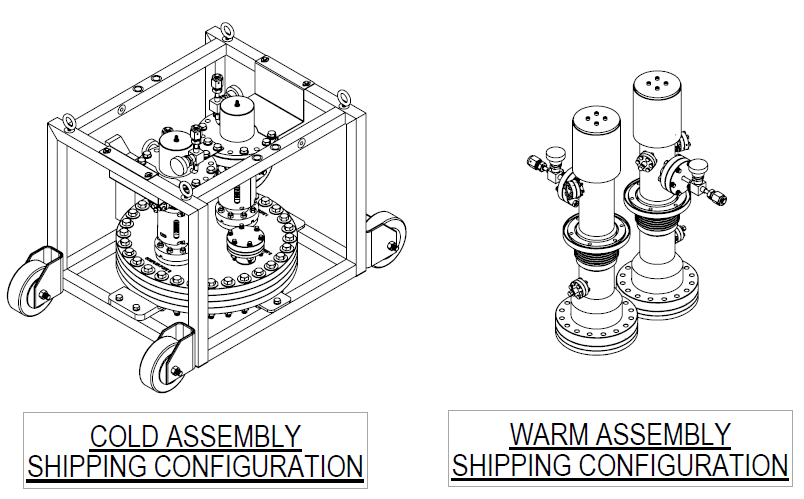 COLD ASSEMBLY
SHIPPING CONFIGURATION
WARM ASSEMBLY
SHIPPING CONFIGURATION